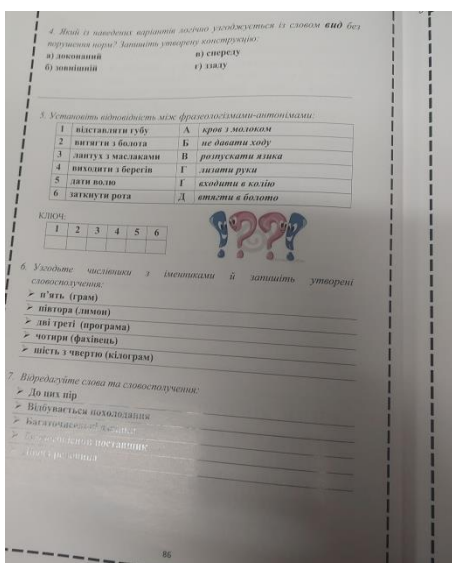 4. Який із наведених варіантів логічно узгоджується із словом вид без
порушення норм? Запишіть утворену конструкцію:
а) доконаний
в) спереду
б) зовнішній
г) ззаду
5. Установіть відповідність між фразеологізмами-антонімами:
1 відставляти губу А кров з молоком
2 витягти з болота Б не давати ходу
3 лантух з маслаками В розпускати язика
4 виходити з берегів Г лизати руки
5 дати волю Ґ входити в колію
6 заткнути рота Д втягти в болото
КЛЮЧ:
1 2 3 4 5 6
6. Узгодьте числівники з іменниками й запишіть утворені
словосполучення:
➢ п'ять (грам)
➢ півтора (лимон)
➢ дві треті (програма)
➢ чотири (фахівець)
➢ шість з чвертю (кілограм)
7. Відредагуйте слова та словосполучення:
➢ До цих пір
➢ Відбувається похолодання
➢ поставщик
86